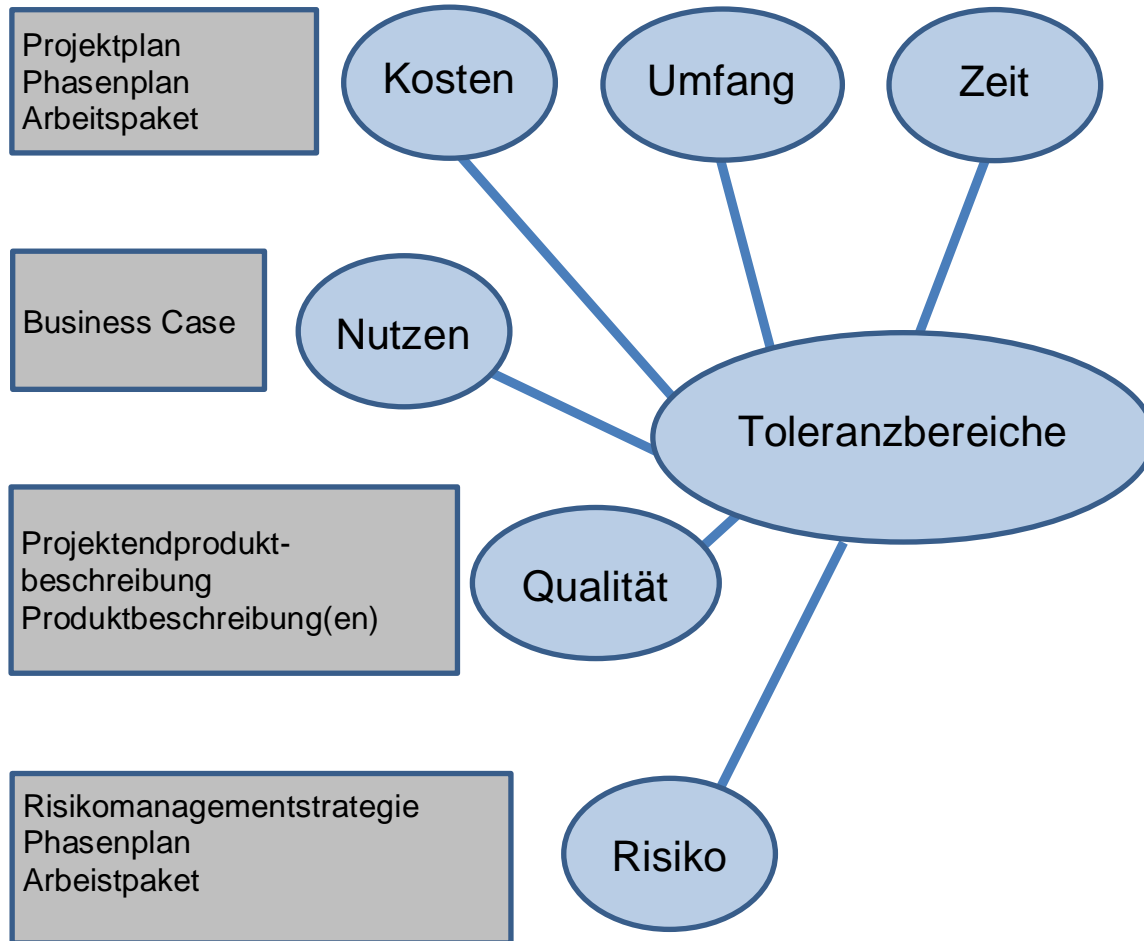 Projektplan
Phasenplan
Arbeitspaket
Kosten
Umfang
Zeit
Business Case
Nutzen
Toleranzbereiche
Projektendprodukt-
beschreibung
Produktbeschreibung(en)
Qualität
Risikomanagementstrategie
Phasenplan
Arbeistpaket
Risiko